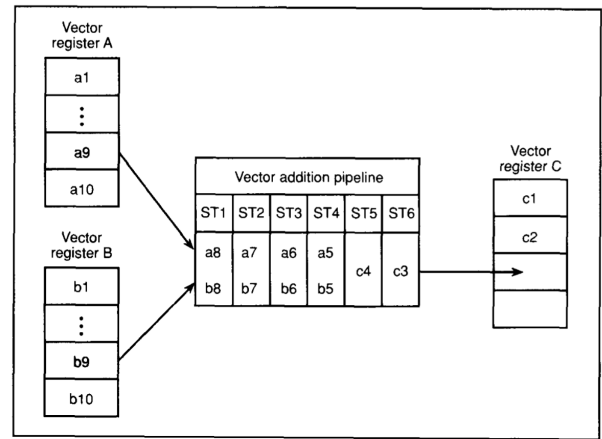 Vector
register A
a1
⋮
a9
a10
Vector
register B
b1
⋮
b9
b10
Vector addition pipeline
ST1 ST2 ST3 ST4 ST5 ST6
a8 a7 a6 a5
c4 c3
b8 b7 b6 b5
Vector
register C
c1
c2